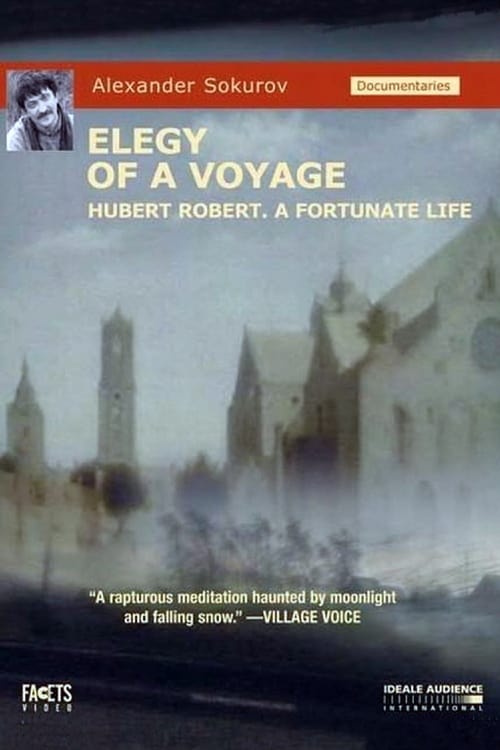 Alexander Sokurov
Documentaries
ELEGY
OF A VOYAGE
HUBERT ROBERT. A FORTUNATE LIFE
“A rapturous meditation haunted by moonlight
and falling snow.” —VILLAGE VOICE
FACETS
VIDEO
IDEALE AUDIENCE
INTERNATIONAL